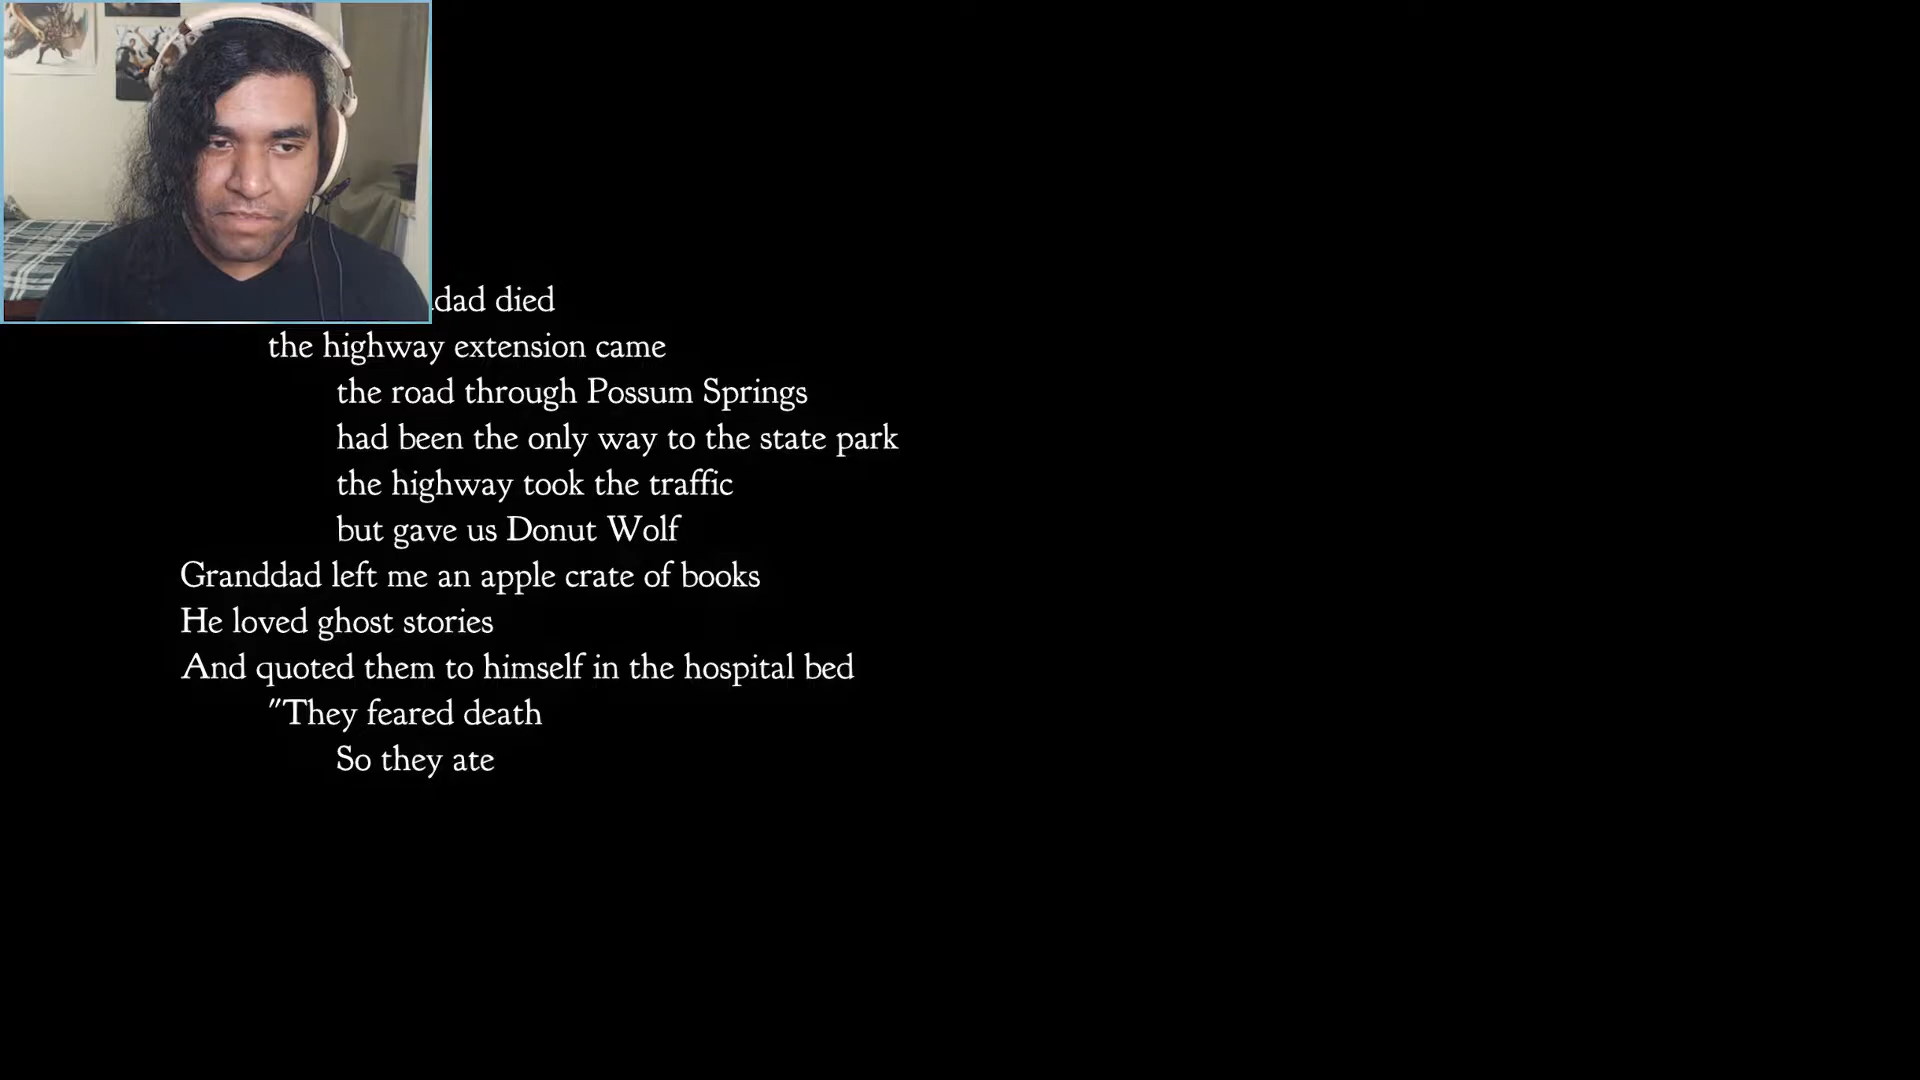 dad died
the highway extension came
the road through Possum Springs
had been the only way to the state park
the highway took the traffic
but gave us Donut Wolf
Granddad left me an apple crate of books
He loved ghost stories
And quoted them to himself in the hospital bed
"They feared death
So they ate